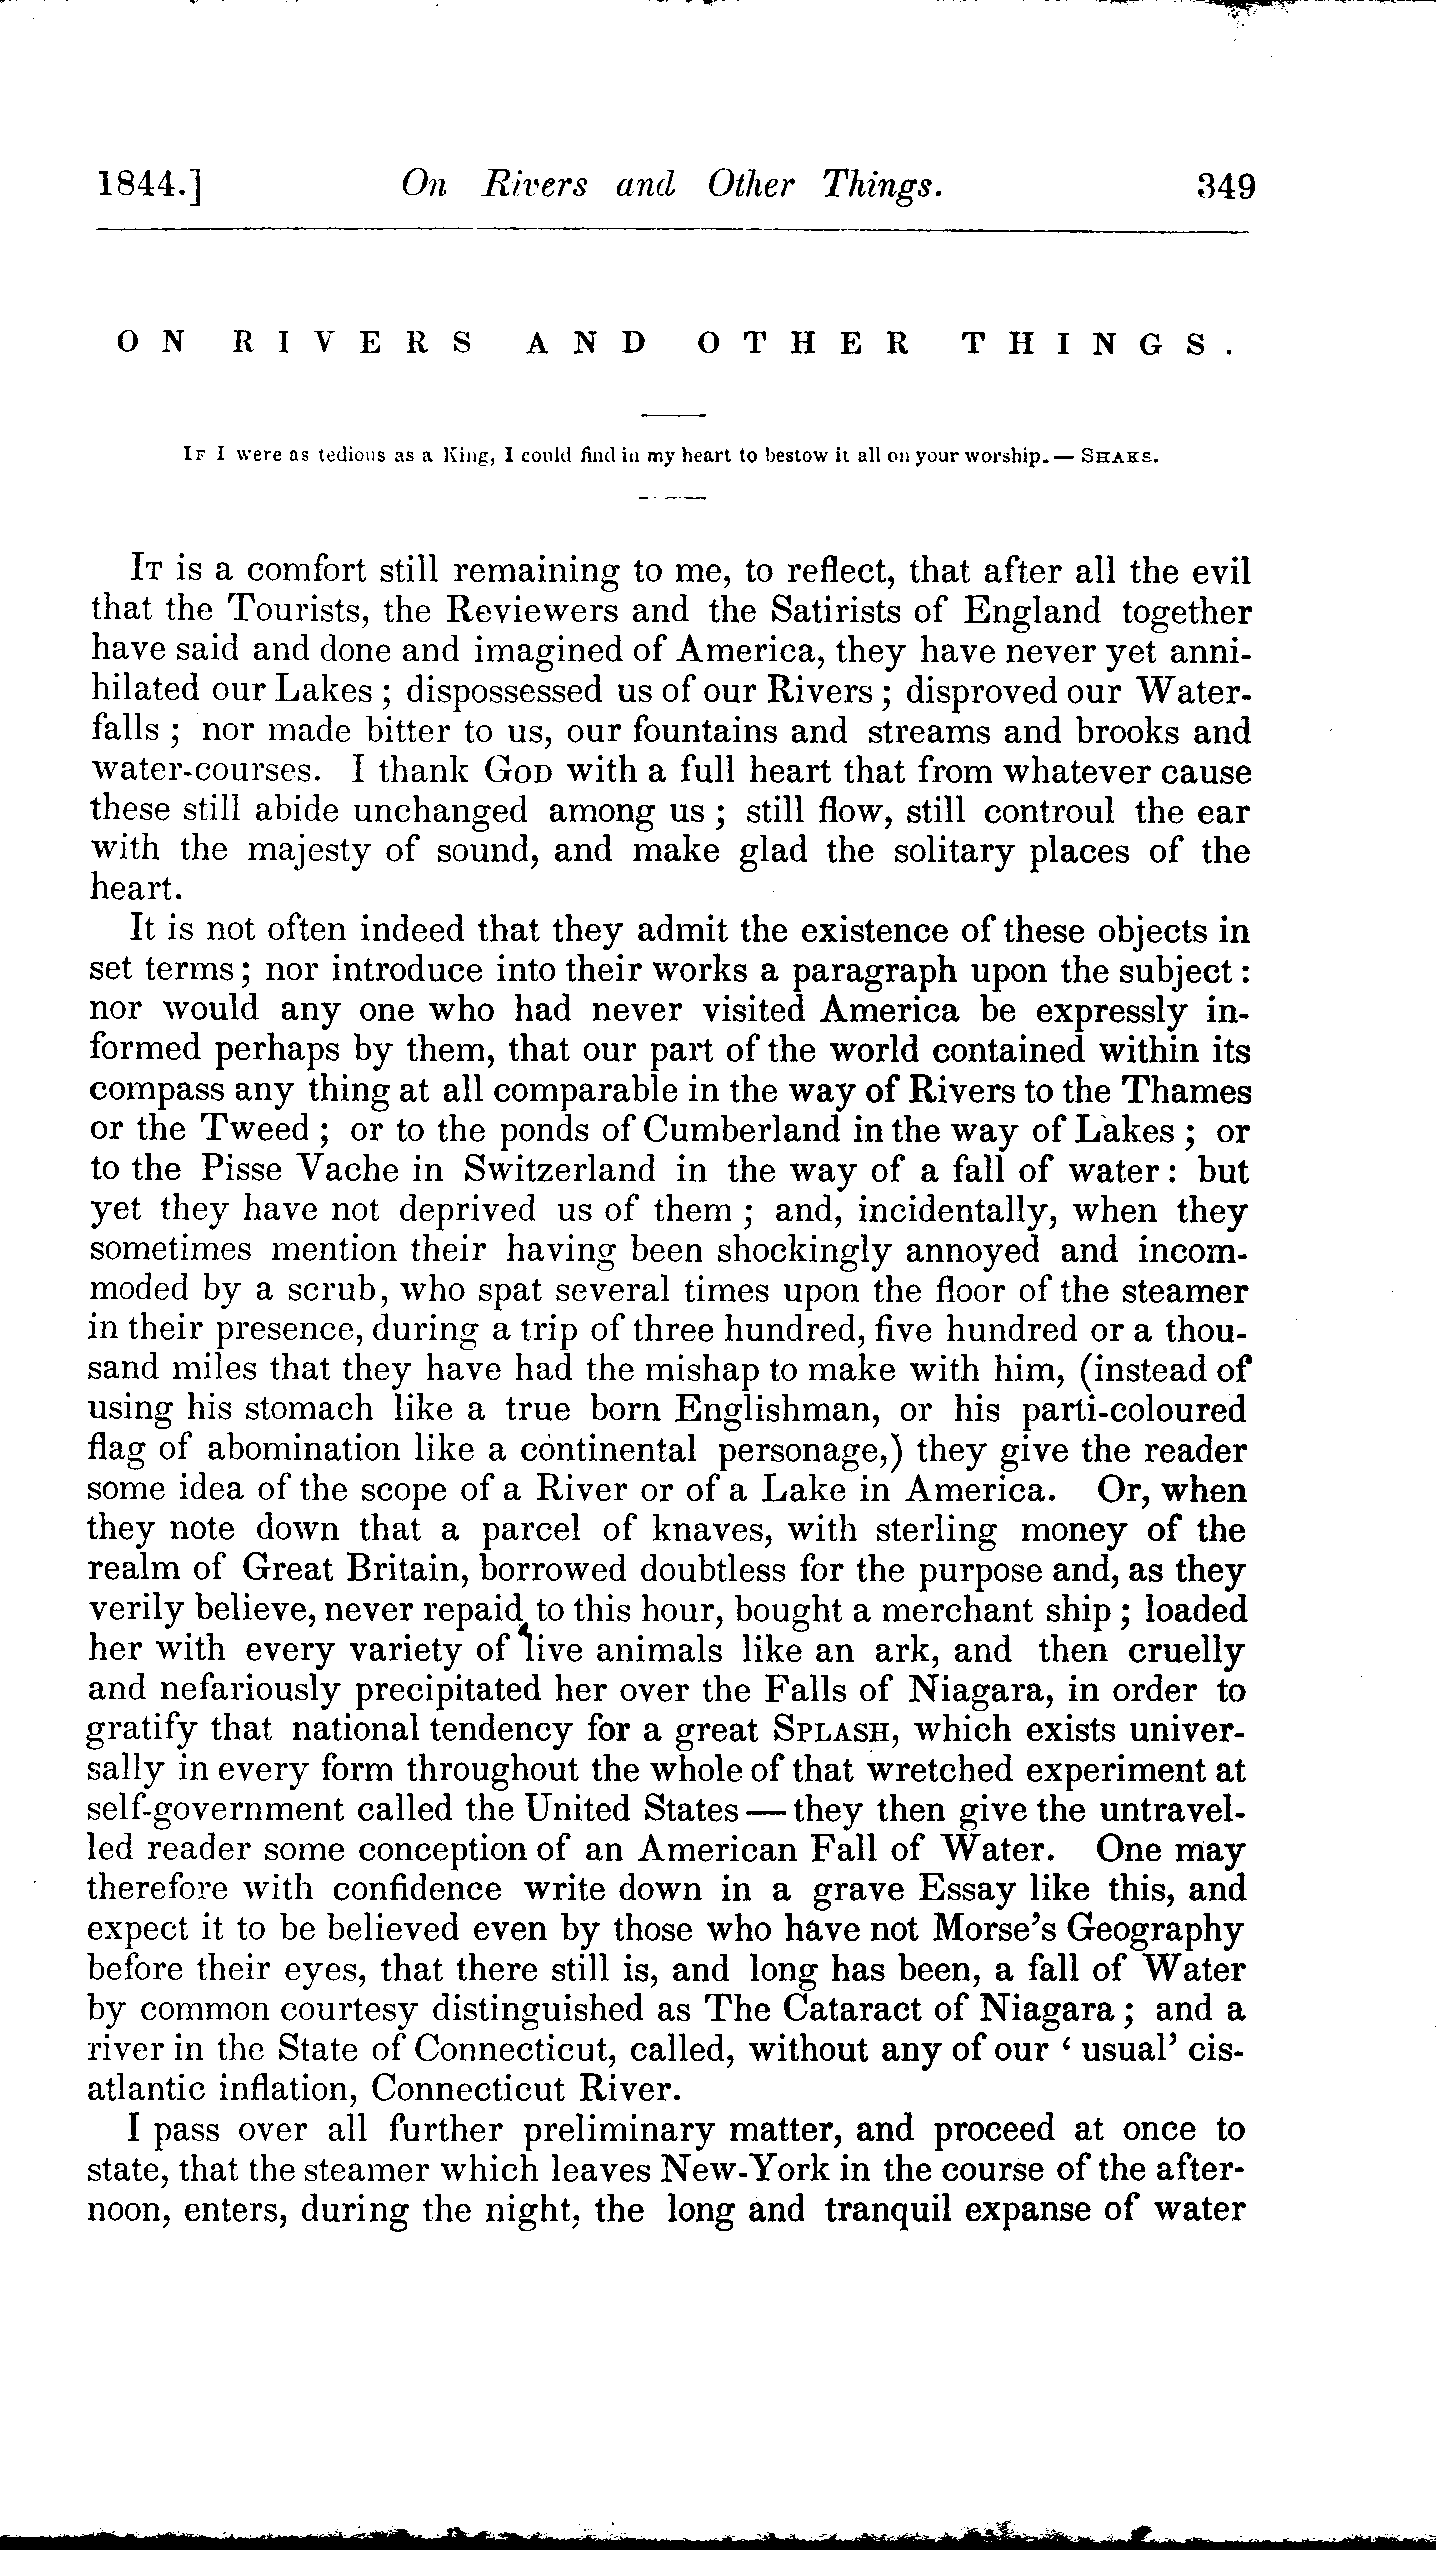 1844.] On Rivers and Other Things. 349
ON RIVERS AND OTHER THINGS.
IF I were as tedious as a King, I could find in my heart to bestow it all on your worship.— SHAKS.
IT is a comfort still remaining to me, to reflect, that after all the evil
that the Tourists, the Reviewers and the Satirists of England together
have said and done and imagined of America, they have never yet anni-
hilated our Lakes ; dispossessed us of our Rivers ; disproved our Water-
falls ; nor made bitter to us, our fountains and streams and brooks and
water-courses. I thank GOD with a full heart that from whatever cause
these still abide unchanged among us ; still flow, still controul the ear
with the majesty of sound, and make glad the solitary places of the
heart.
It is not often indeed that they admit the existence of these objects in
set terms ; nor introduce into their works a paragraph upon the subject :
nor would any one who had never visited America be expressly in-
formed perhaps by them, that our part of the world contained within its
compass any thing at all comparable in the way of Rivers to the Thames
or the Tweed ; or to the ponds of Cumberland in the way of Lakes ; or
to the Pisse Vache in Switzerland in the way of a fall of water : but
yet they have not deprived us of them ; and, incidentally, when they
sometimes mention their having been shockingly annoyed and incom-
moded by a scrub, who spat several times upon the floor of the steamer
in their presence, during a trip of three hundred, five hundred or a thou-
sand miles that they have had the mishap to make with him, (instead of
using his stomach like a true born Englishman, or his parti-coloured
flag of abomination like a continental personage,) they give the reader
some idea of the scope of a River or of a Lake in America. Or, when
they note down that a parcel of knaves, with sterling money of the
realm of Great Britain, borrowed doubtless for the purpose and, as they
verily believe, never repaid to this hour, bought a merchant ship ; loaded
her with every variety of live animals like an ark, and then cruelly
and nefariously precipitated her over the Falls of Niagara, in order to
gratify that national tendency for a great SPLASH, which exists univer-
sally in every form throughout the whole of that wretched experiment at
self-government called the United States — they then give the untravel-
led reader some conception of an American Fall of Water. One may
therefore with confidence write down in a grave Essay like this, and
expect it to be believed even by those who have not Morse's Geography
before their eyes, that there still is, and long has been, a fall of Water
by common courtesy distinguished as The Cataract of Niagara ; and a
river in the State of Connecticut, called, without any of our ‘ usual’ cis-
atlantic inflation, Connecticut River.
I pass over all further preliminary matter, and proceed at once to
state, that the steamer which leaves New-York in the course of the after-
noon, enters, during the night, the long and tranquil expanse of water